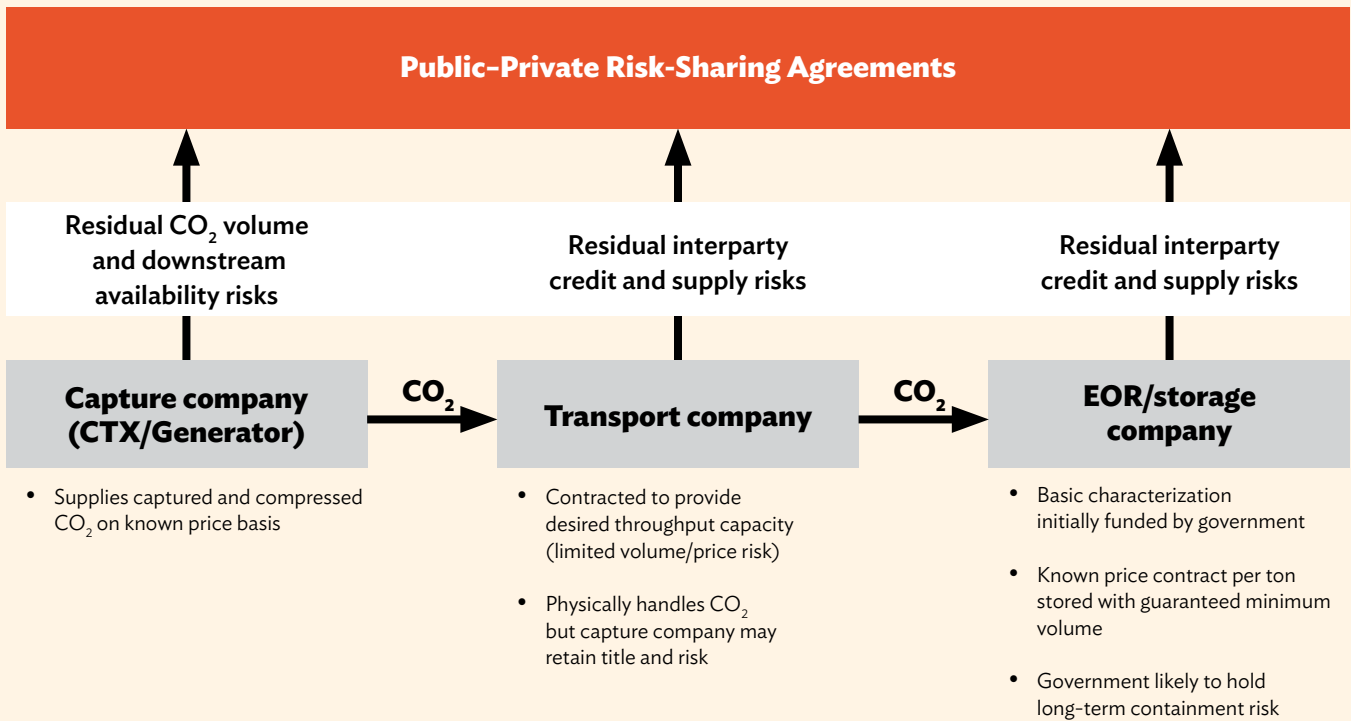 Public–Private Risk-Sharing Agreements
Residual CO₂ volume
and downstream
availability risks
Residual interparty
credit and supply risks
Residual interparty
credit and supply risks
Capture company
(CTX/Generator)
CO₂
Transport company
CO₂
EOR/storage
company
• Supplies captured and compressed
CO₂ on known price basis
• Contracted to provide
desired throughput capacity
(limited volume/price risk)
• Physically handles CO₂
but capture company may
retain title and risk
• Basic characterization
initially funded by government
• Known price contract per ton
stored with guaranteed minimum
volume
• Government likely to hold
long-term containment risk